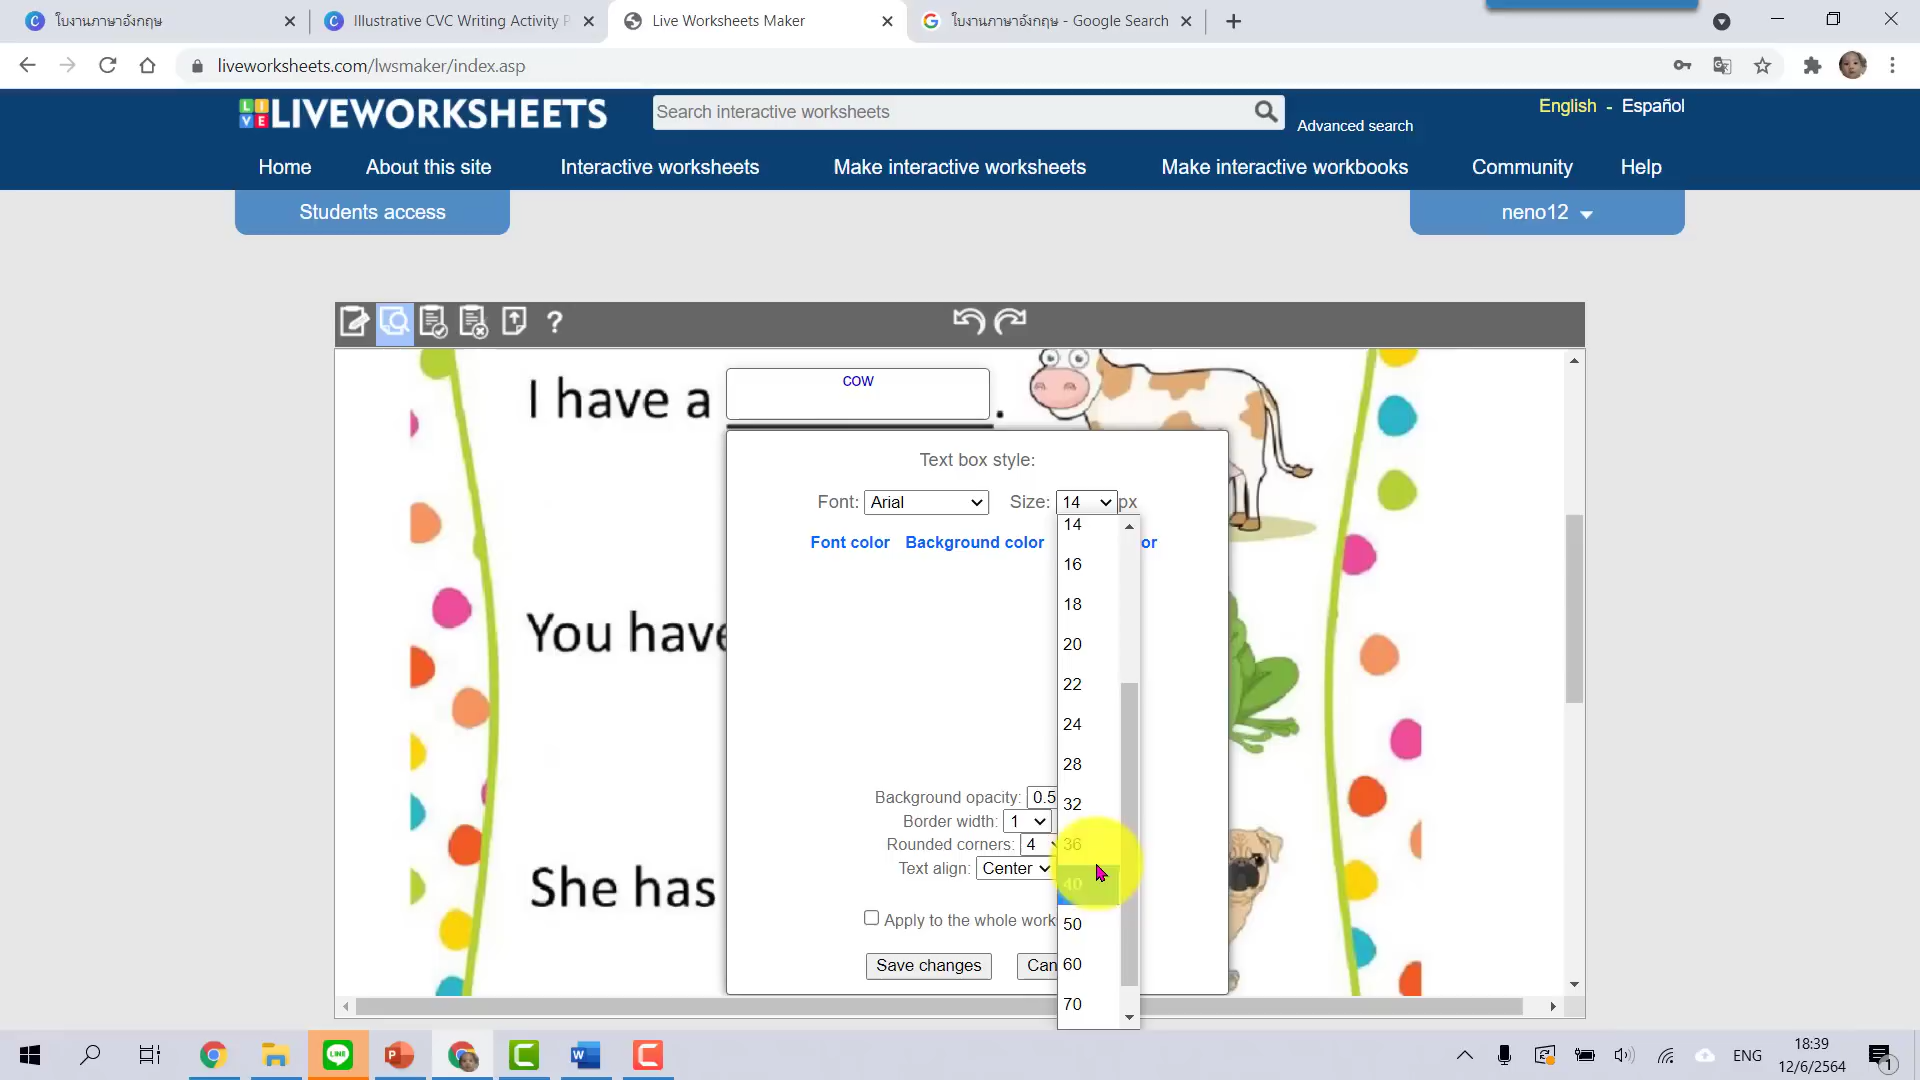 ใบงานภาษาอังกฤษ
Illustrative CVC Writing Activity P
Live Worksheets Maker
ใบงานภาษาอังกฤษ - Google Search
liveworksheets.com/lwsmaker/index.asp
LIVE LIVEWORKSHEETS
Search interactive worksheets
Advanced search
English - Español
Home About this site Interactive worksheets Make interactive worksheets Make interactive workbooks Community Help
Students access
neno12
?
I have a cow .
Text box style:
Font: Arial Size: 14 px
Font color Background color or
14
16
18
20
22
24
28
32
36
40
50
60
70
You have
Background opacity: 0.5
Border width: 1
Rounded corners: 4
Text align: Center
She has
Apply to the whole work
Save changes Can
ENG
18:39
12/6/2564
1